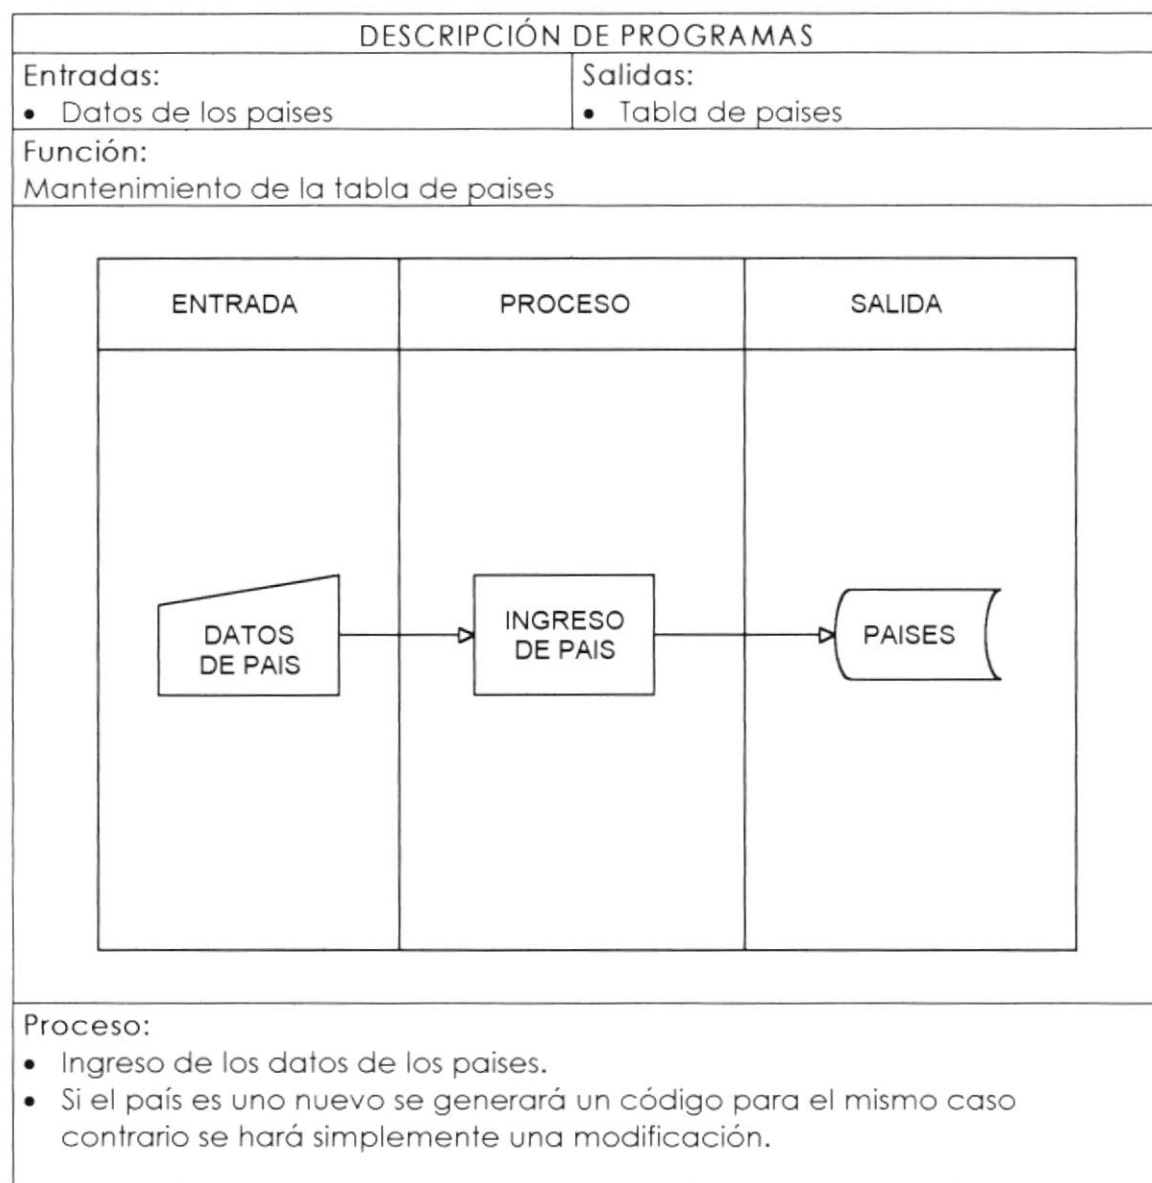 DESCRIPCIÓN DE PROGRAMAS
Entradas:
• Datos de los paises
Salidas:
• Tabla de paises
Función:
Mantenimiento de la tabla de paises
ENTRADA
PROCESO
SALIDA
DATOS
DE PAIS
INGRESO
DE PAIS
PAISES
Proceso:
• Ingreso de los datos de los paises.
• Si el país es uno nuevo se generará un código para el mismo caso
contrario se hará simplemente una modificación.